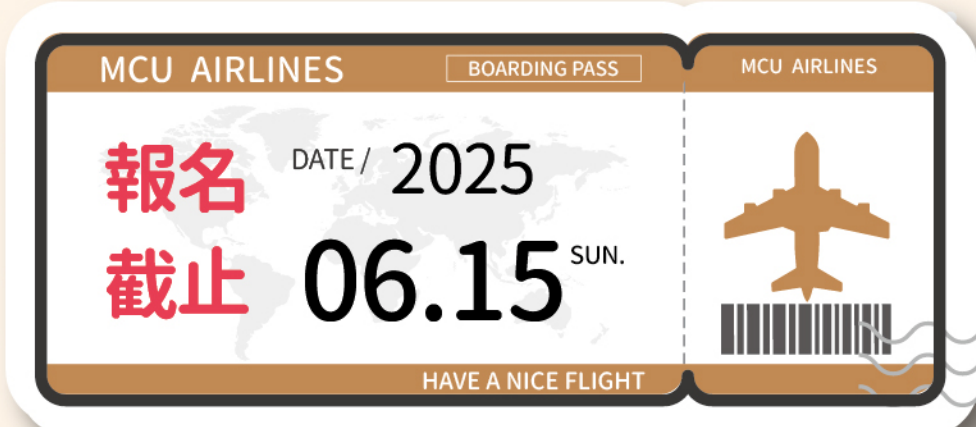 MCU AIRLINES
BOARDING PASS
MCU AIRLINES
報名
截止
DATE / 2025
06.15 SUN.
HAVE A NICE FLIGHT